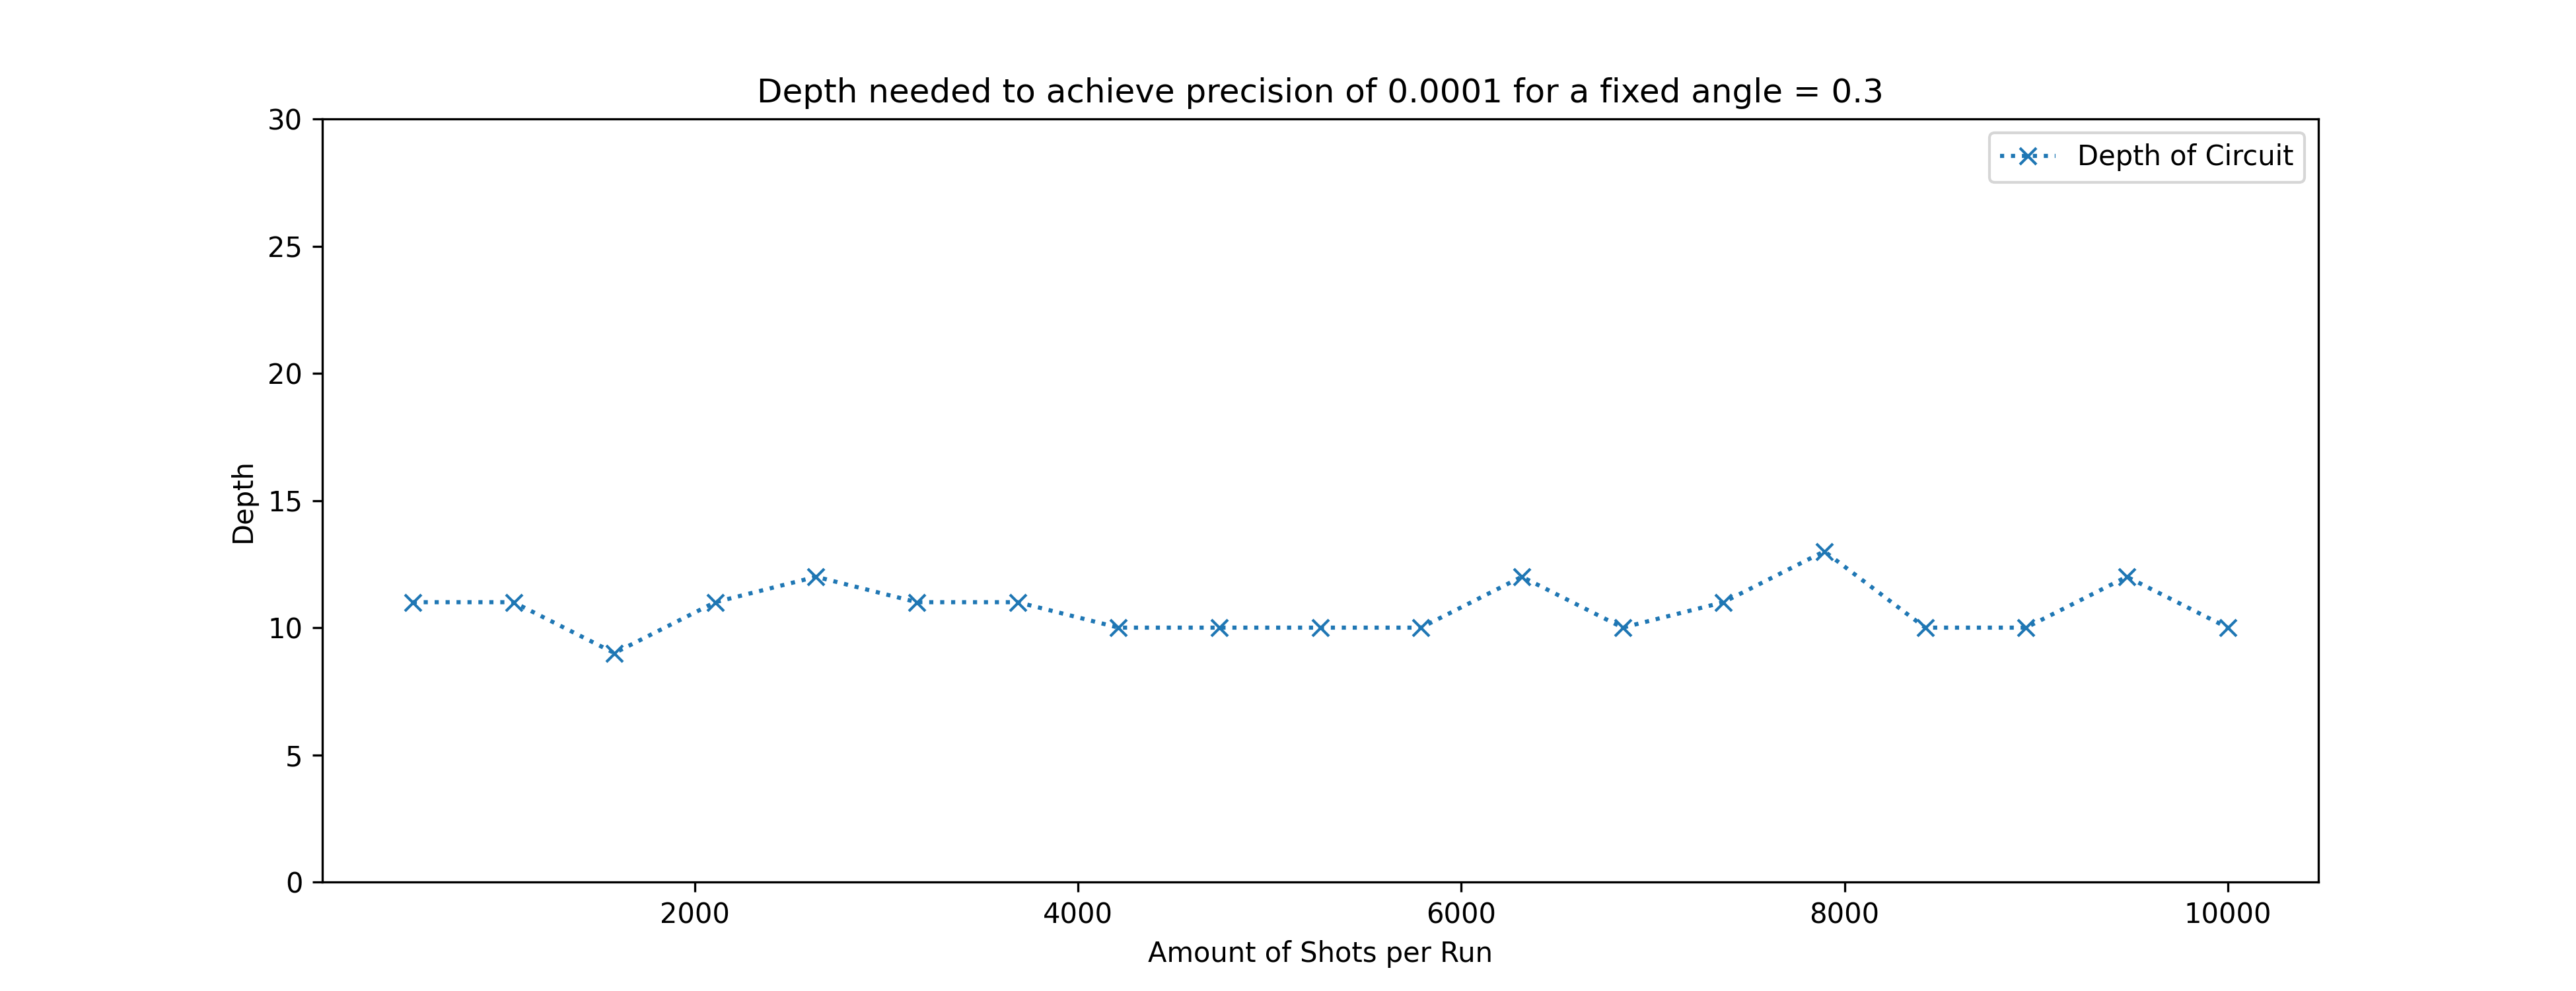 Depth needed to achieve precision of 0.0001 for a fixed angle = 0.3
Depth of Circuit
30
25
20
15
10
5
0
Depth
2000 4000 6000 8000 10000
Amount of Shots per Run